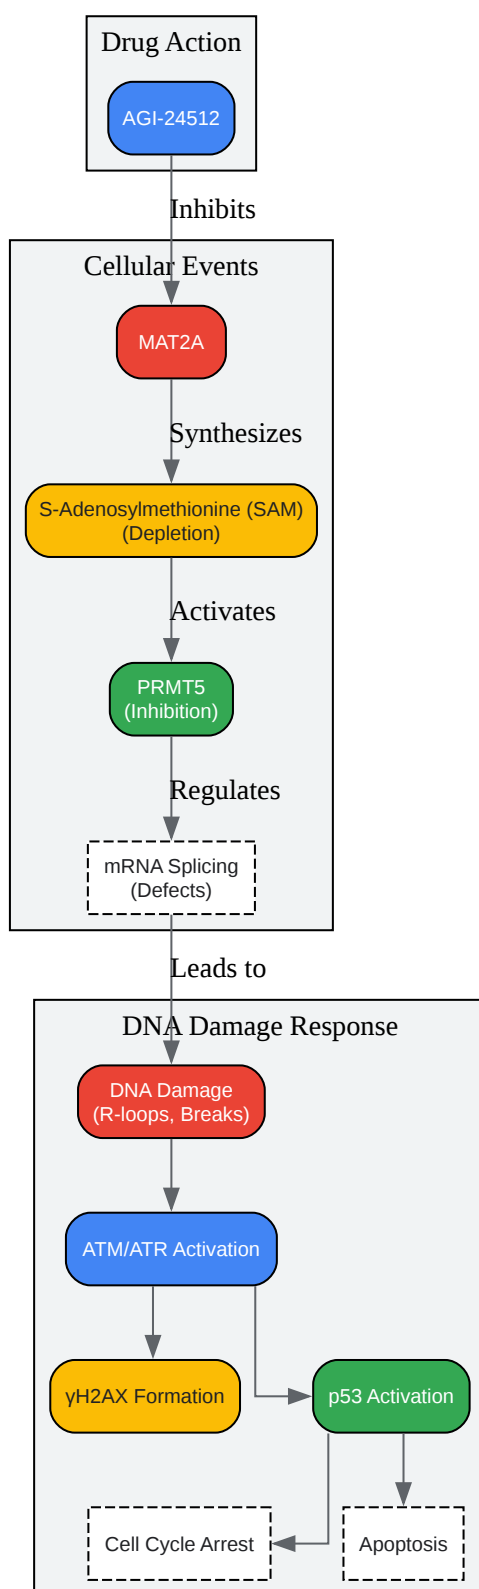 Drug Action
AGI-24512
Inhibits
Cellular Events
MAT2A
Synthesizes
S-Adenosylmethionine (SAM)
(Depletion)
Activates
PRMT5
(Inhibition)
Regulates
mRNA Splicing
(Defects)
Leads to
DNA Damage Response
DNA Damage
(R-loops, Breaks)
ATM/ATR Activation
γH2AX Formation
p53 Activation
Cell Cycle Arrest
Apoptosis